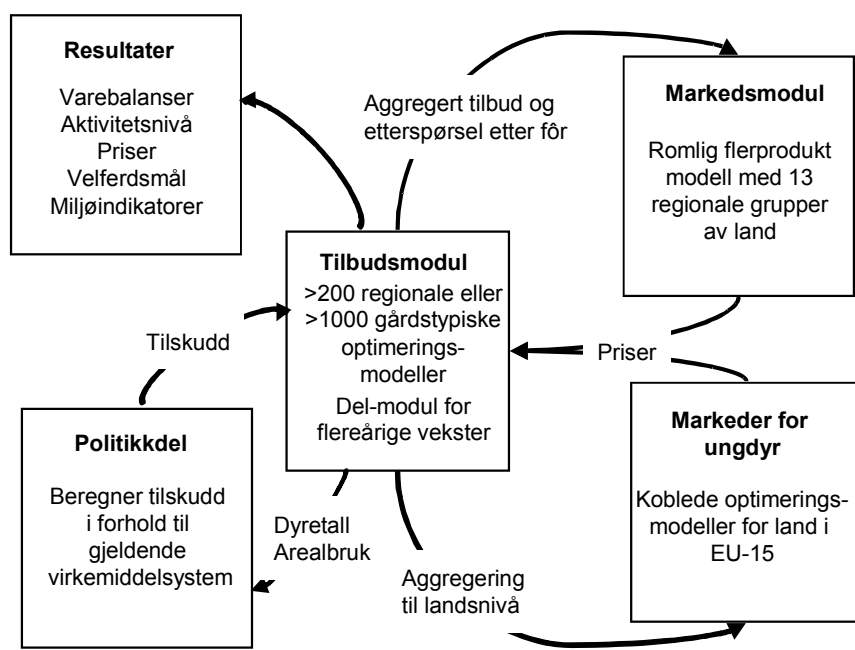 Resultater
Varebalanser
Aktivitetsnivå
Priser
Velferdsmål
Miljøindikatorer
Aggregert tilbud og
etterspørsel etter fôr
Markedsmodul
Romlig flerprodukt
modell med 13
regionale grupper
av land
Tilbudsmodul
>200 regionale eller
>1000 gårdstypiske
optimerings-
modeller
Del-modul for
flereårige vekster
Tilskudd
Priser
Politikkdel
Beregner tilskudd
i forhold til
gjeldende
virkemiddelsystem
Dyretall
Arealbruk
Aggregering
til landsnivå
Markeder for
ungdyr
Koblede optimerings-
modeller for land i
EU-15